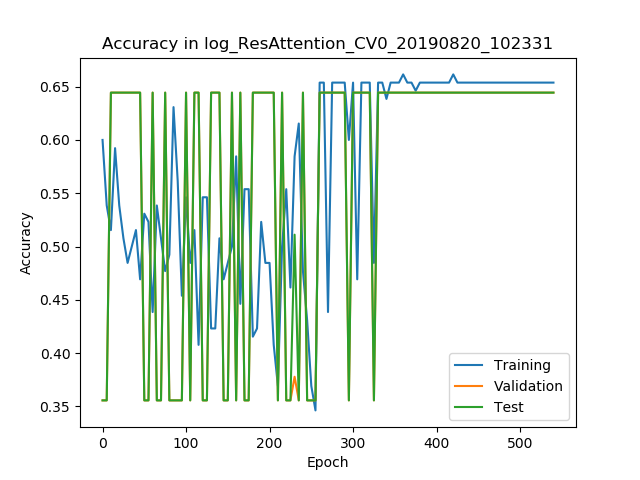 Accuracy in log_ResAttention_CV0_20190820_102331
Accuracy
0.65
0.60
0.55
0.50
0.45
0.40
0.35
Training
Validation
Test
0 100 200 300 400 500
Epoch